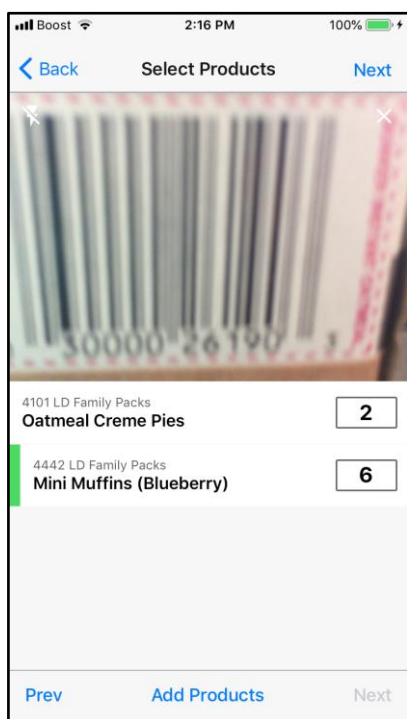 Boost 2:16 PM 100%
Back Select Products Next
30000 26190 3
4101 LD Family Packs
Oatmeal Creme Pies 2
4442 LD Family Packs
Mini Muffins (Blueberry) 6
Prev Add Products Next